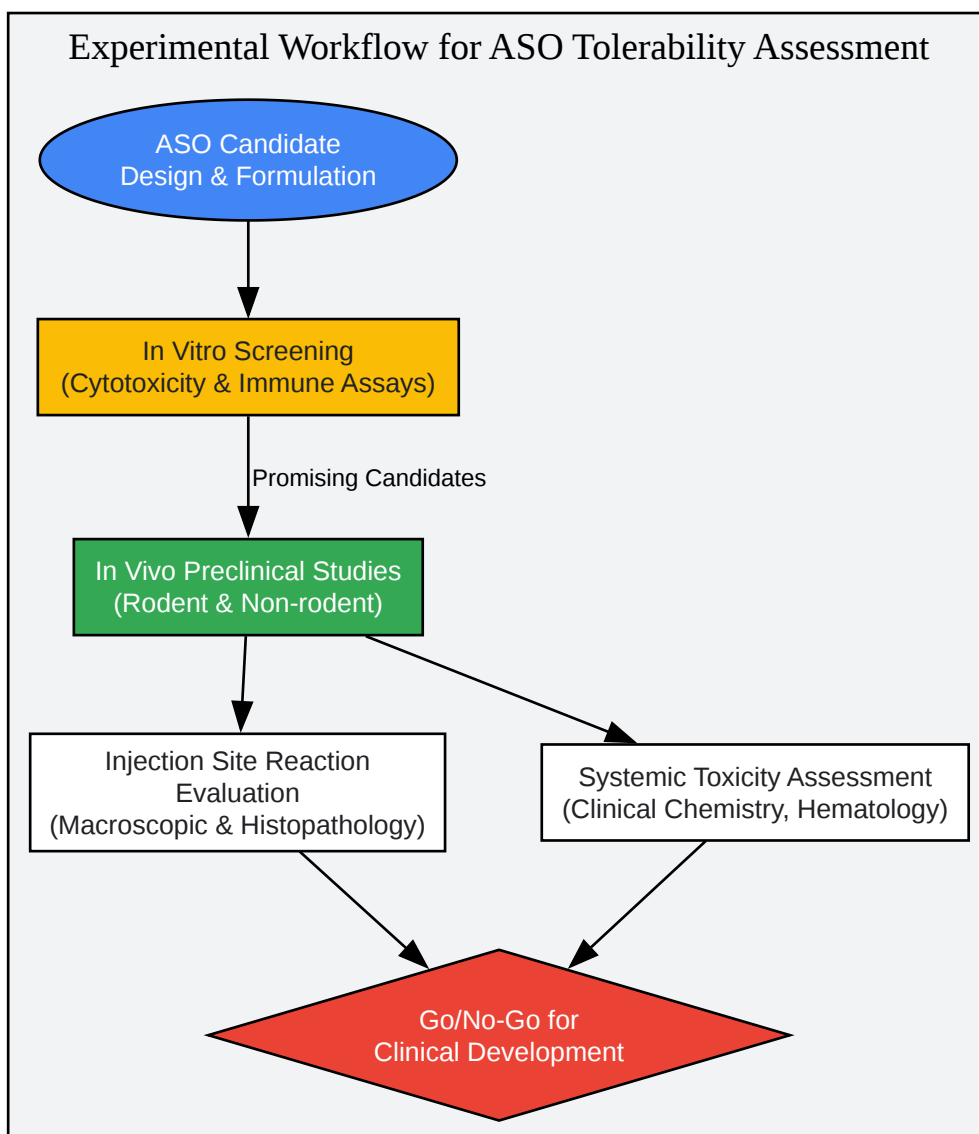 Experimental Workflow for ASO Tolerability Assessment
ASO Candidate
Design & Formulation
In Vitro Screening
(Cytotoxicity & Immune Assays)
Promising Candidates
In Vivo Preclinical Studies
(Rodent & Non-rodent)
Injection Site Reaction
Evaluation
(Macroscopic & Histopathology)
Systemic Toxicity Assessment
(Clinical Chemistry, Hematology)
Go/No-Go for
Clinical Development